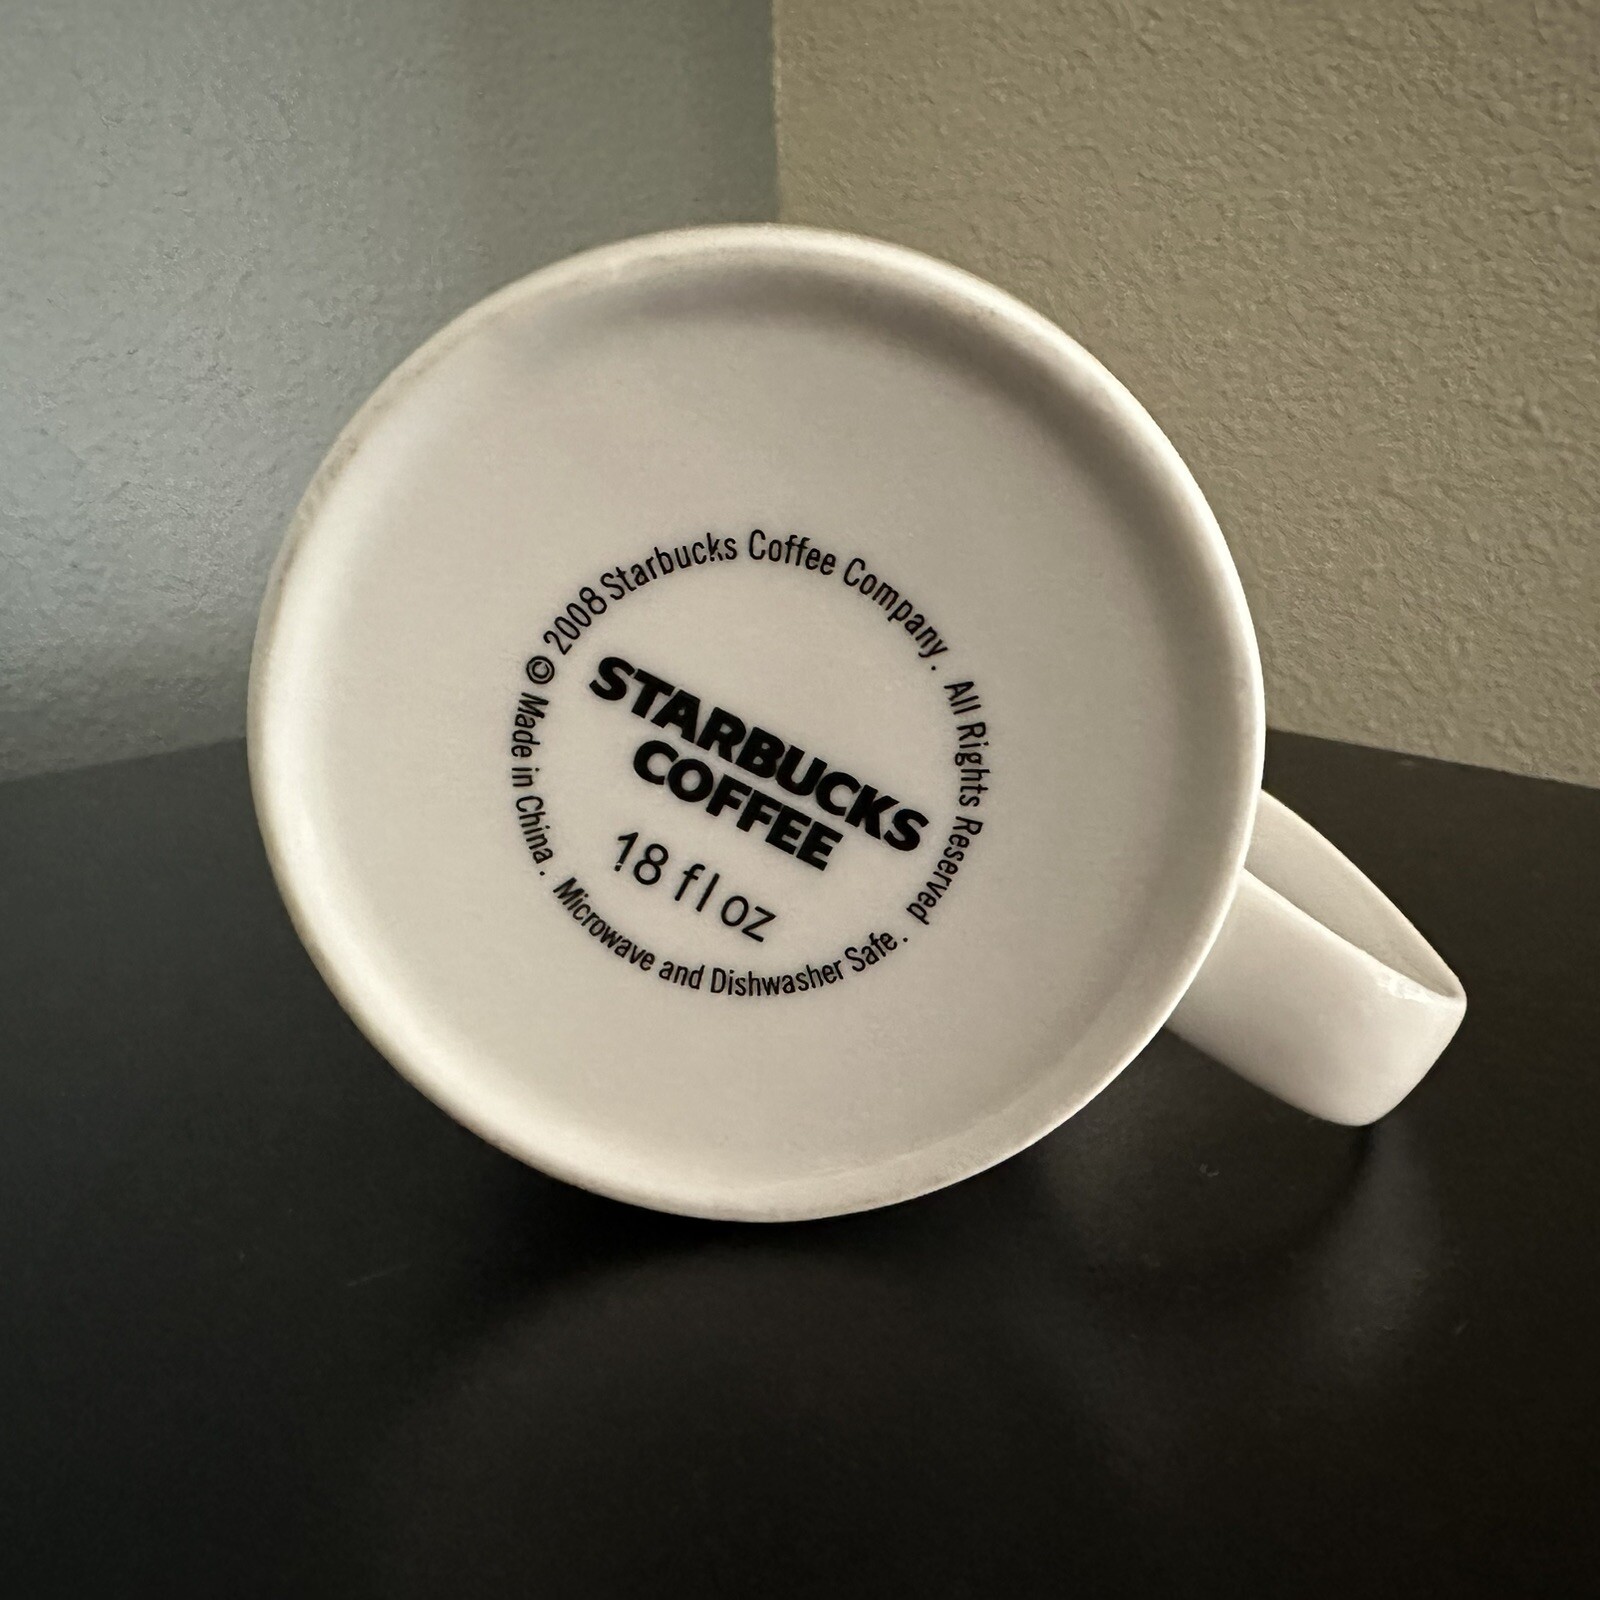 © 2008 Starbucks Coffee Company. All Rights Reserved
Microwave and Dishwasher Safe.
Made in China.
STARBUCKS
COFFEE
18 fl oz